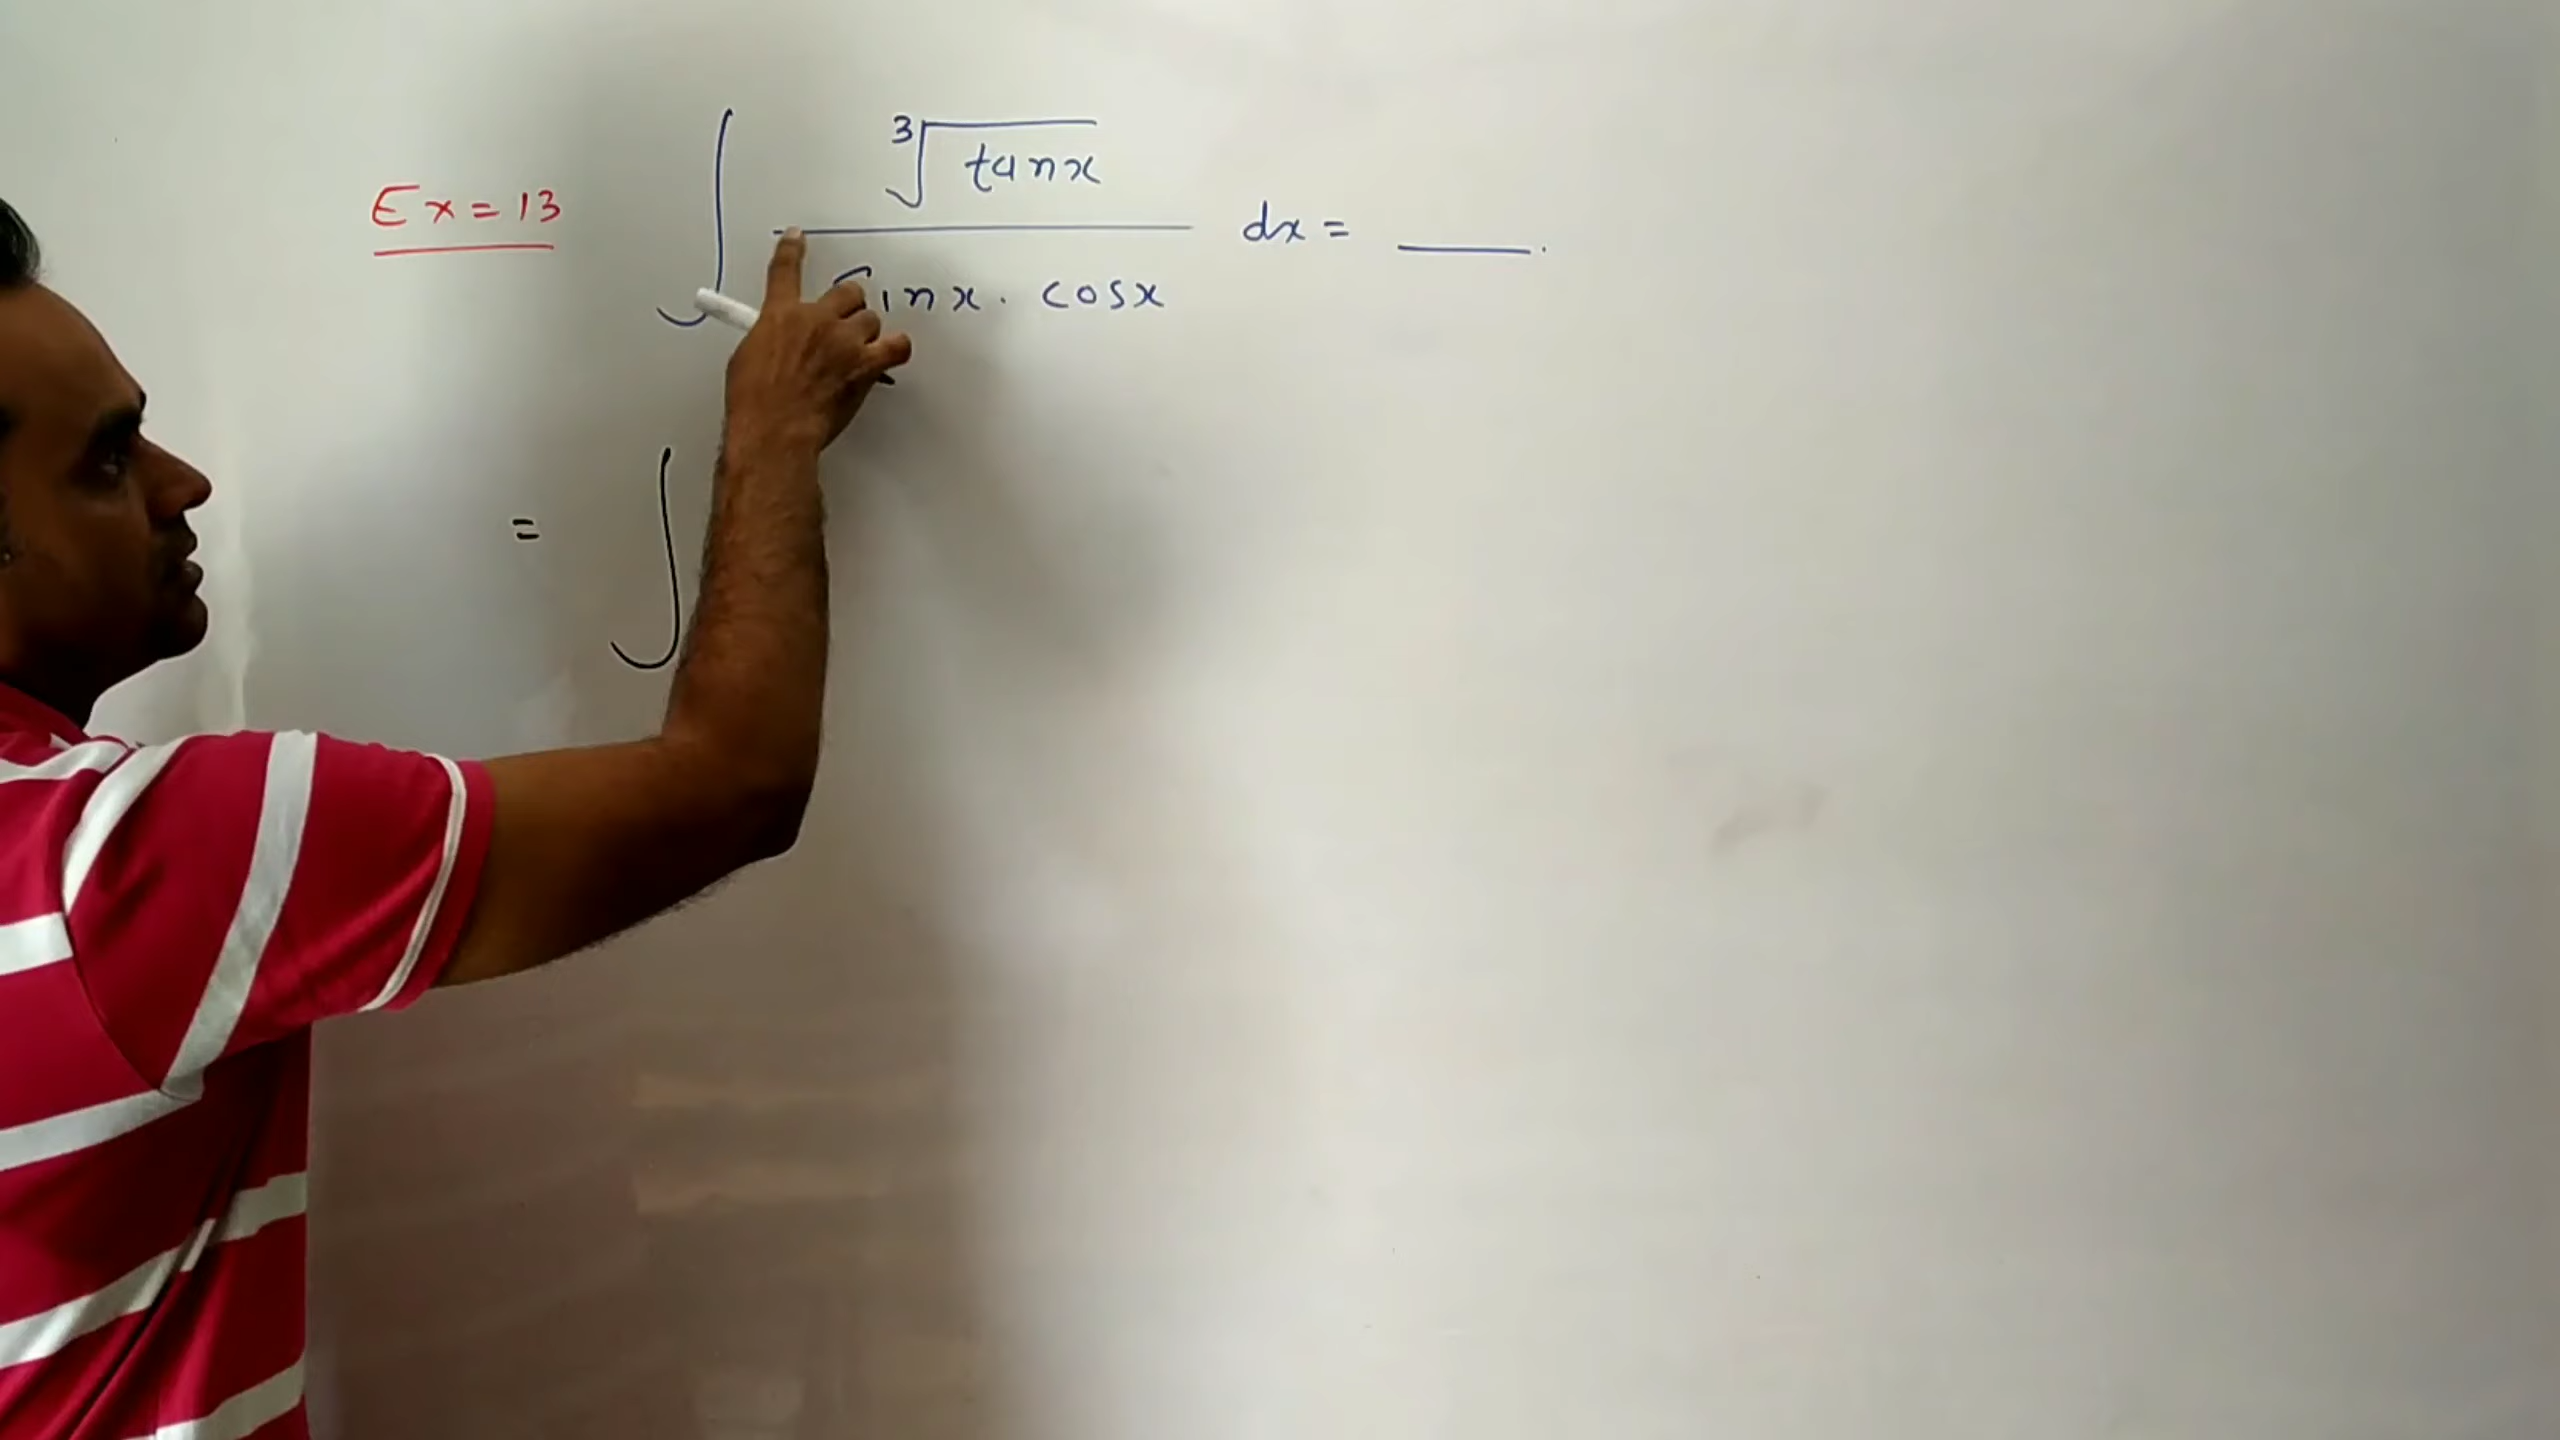 Ex = 13 ∫ ∛(tanx) / (sinx · cosx) dx = ____.
= ∫